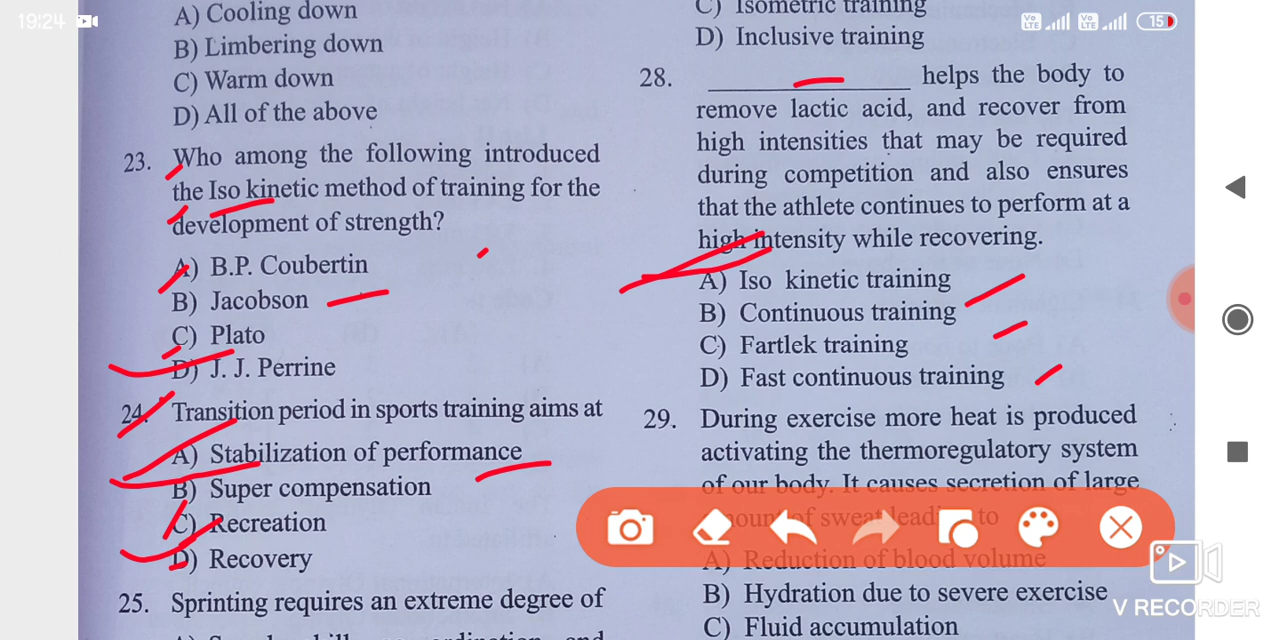 19:24
15
A) Cooling down
B) Limbering down
C) Warm down
D) All of the above
23. Who among the following introduced
the Iso kinetic method of training for the
development of strength?
A) B.P. Coubertin
B) Jacobson
C) Plato
D) J. J. Perrine
24. Transition period in sports training aims at
A) Stabilization of performance
B) Super compensation
C) Recreation
D) Recovery
25. Sprinting requires an extreme degree of
C) Isometric training
D) Inclusive training
28. ____________ helps the body to
remove lactic acid, and recover from
high intensities that may be required
during competition and also ensures
that the athlete continues to perform at a
high intensity while recovering.
A) Iso kinetic training
B) Continuous training
C) Fartlek training
D) Fast continuous training
29. During exercise more heat is produced
activating the thermoregulatory system
of our body. It causes secretion of large
of sweat to
A) Reduction of blood volume
B) Hydration due to severe exercise
C) Fluid accumulation
V RECORDER